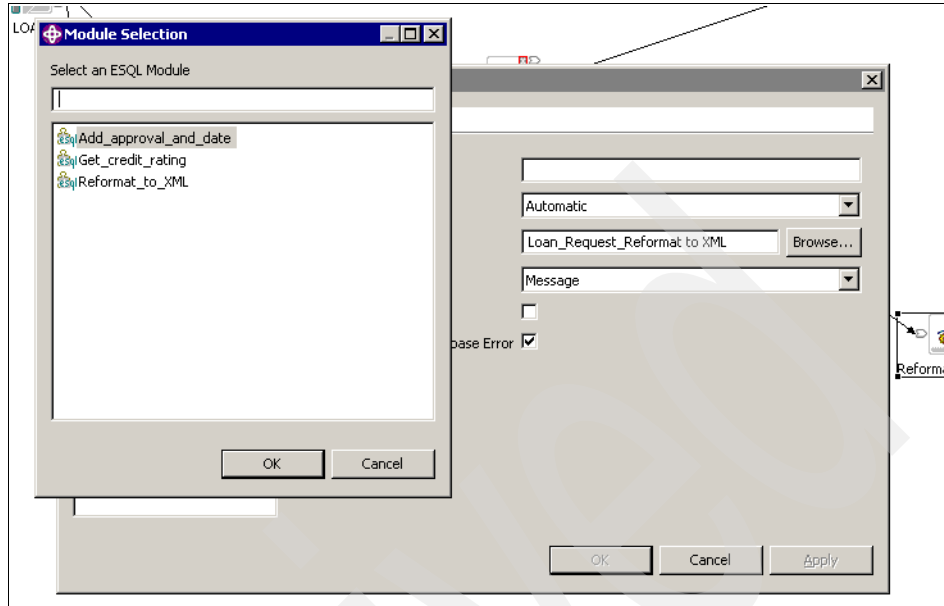 LOA
Module Selection
Select an ESQL Module
Add_approval_and_date
Get_credit_rating
Reformat_to_XML
OK
Cancel
Automatic
Loan_Request_Reformat to XML
Browse...
Message
base Error
Reforma
OK
Cancel
Apply